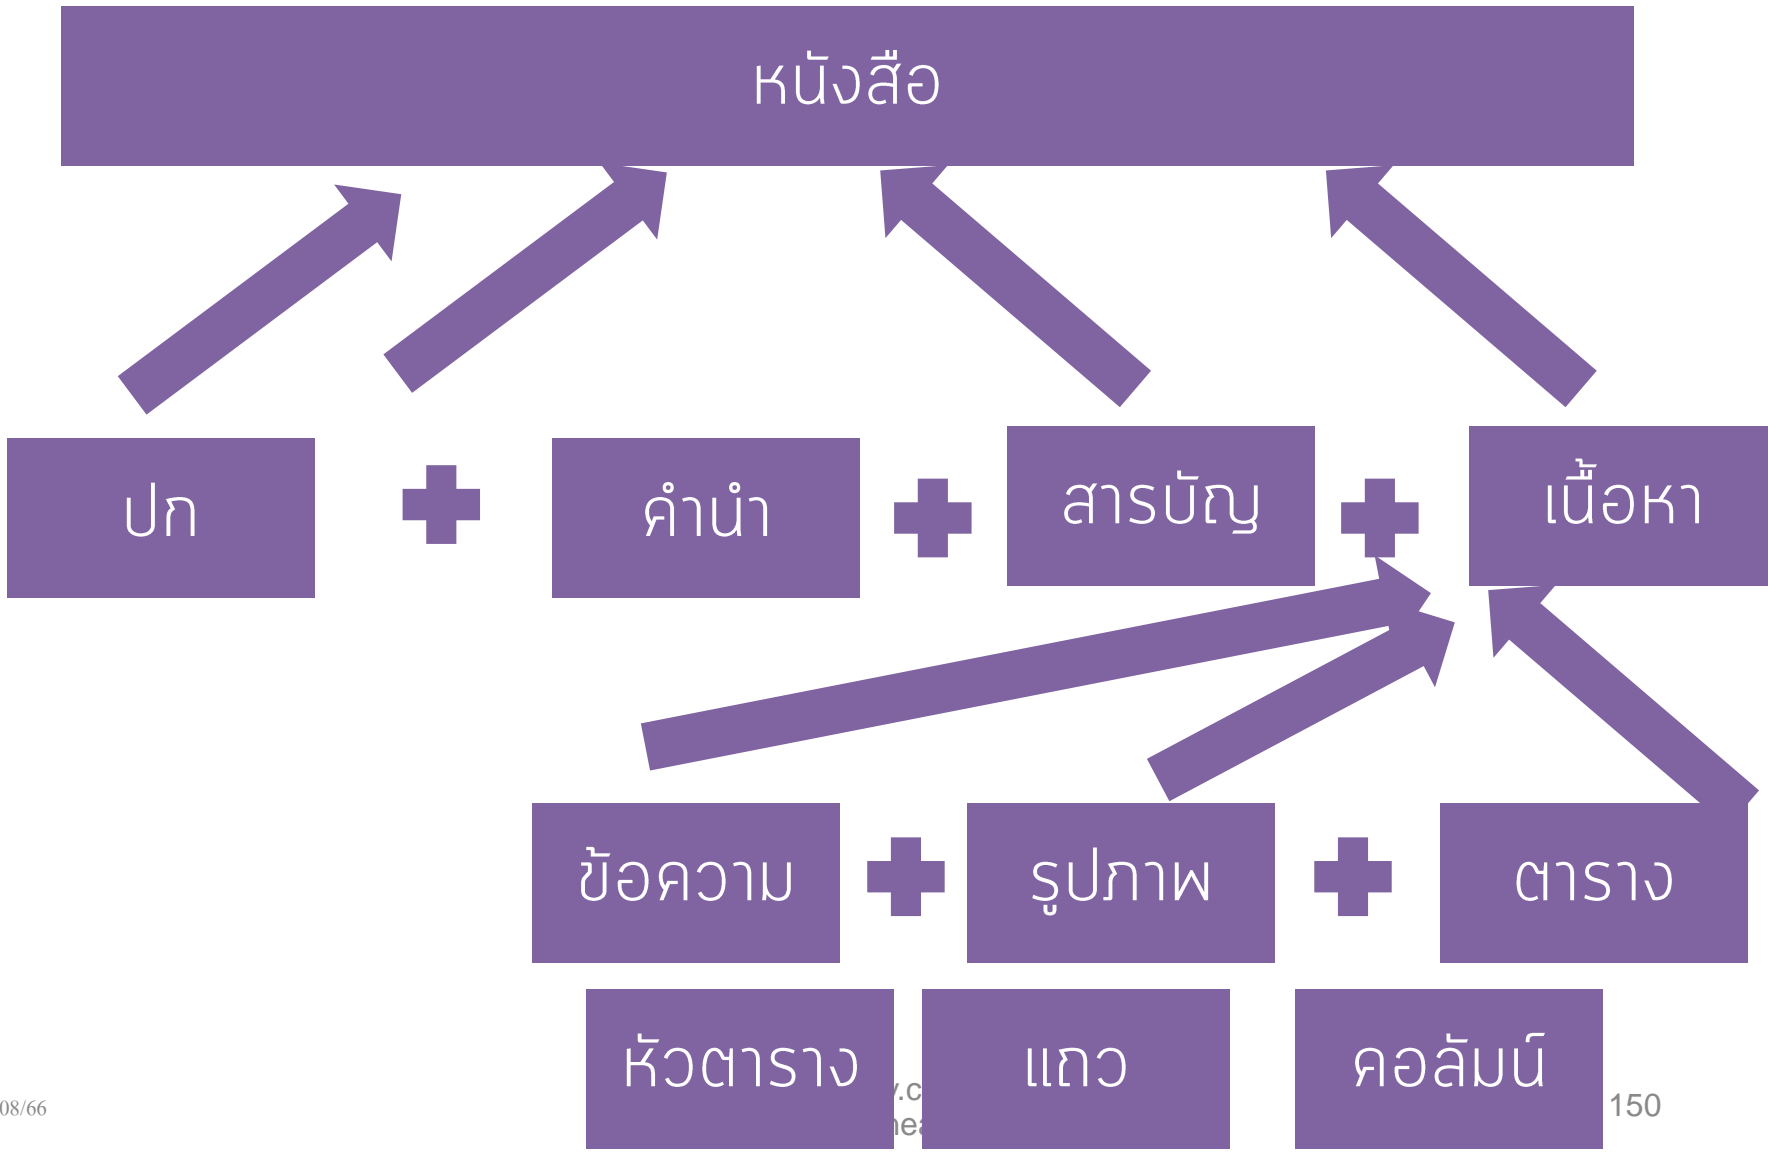 หนังสือ
ปก
คำนำ
สารบัญ
เนื้อหา
ข้อความ
รูปภาพ
ตาราง
หัวตาราง
แถว
คอลัมน์
08/66
150